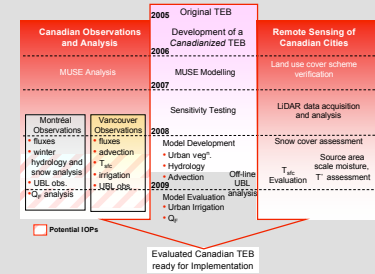 2005
Original TEB
Canadian Observations
and Analysis
Development of a
Canadianized TEB
Remote Sensing of
Canadian Cities
2006
MUSE Analysis
MUSE Modelling
Land use cover scheme
verification
2007
Sensitivity Testing
LiDAR data acquisition
and analysis
2008
Montréal
Observations
• fluxes
• winter
hydrology and
snow analysis
• UBL obs.
• QF analysis
Vancouver
Observations
• fluxes
• advection
• Tsfc
• irrigation
• UBL obs.
Model Development
• Urban vegn.
• Hydrology
• Advection
Off-line
UBL
analysis
2009
Model Evaluation
• Urban Irrigation
• QF
Snow cover assessment
Tsfc
Evaluation
Source area
scale moisture,
T assessment
Potential IOPs
Evaluated Canadian TEB
ready for Implementation